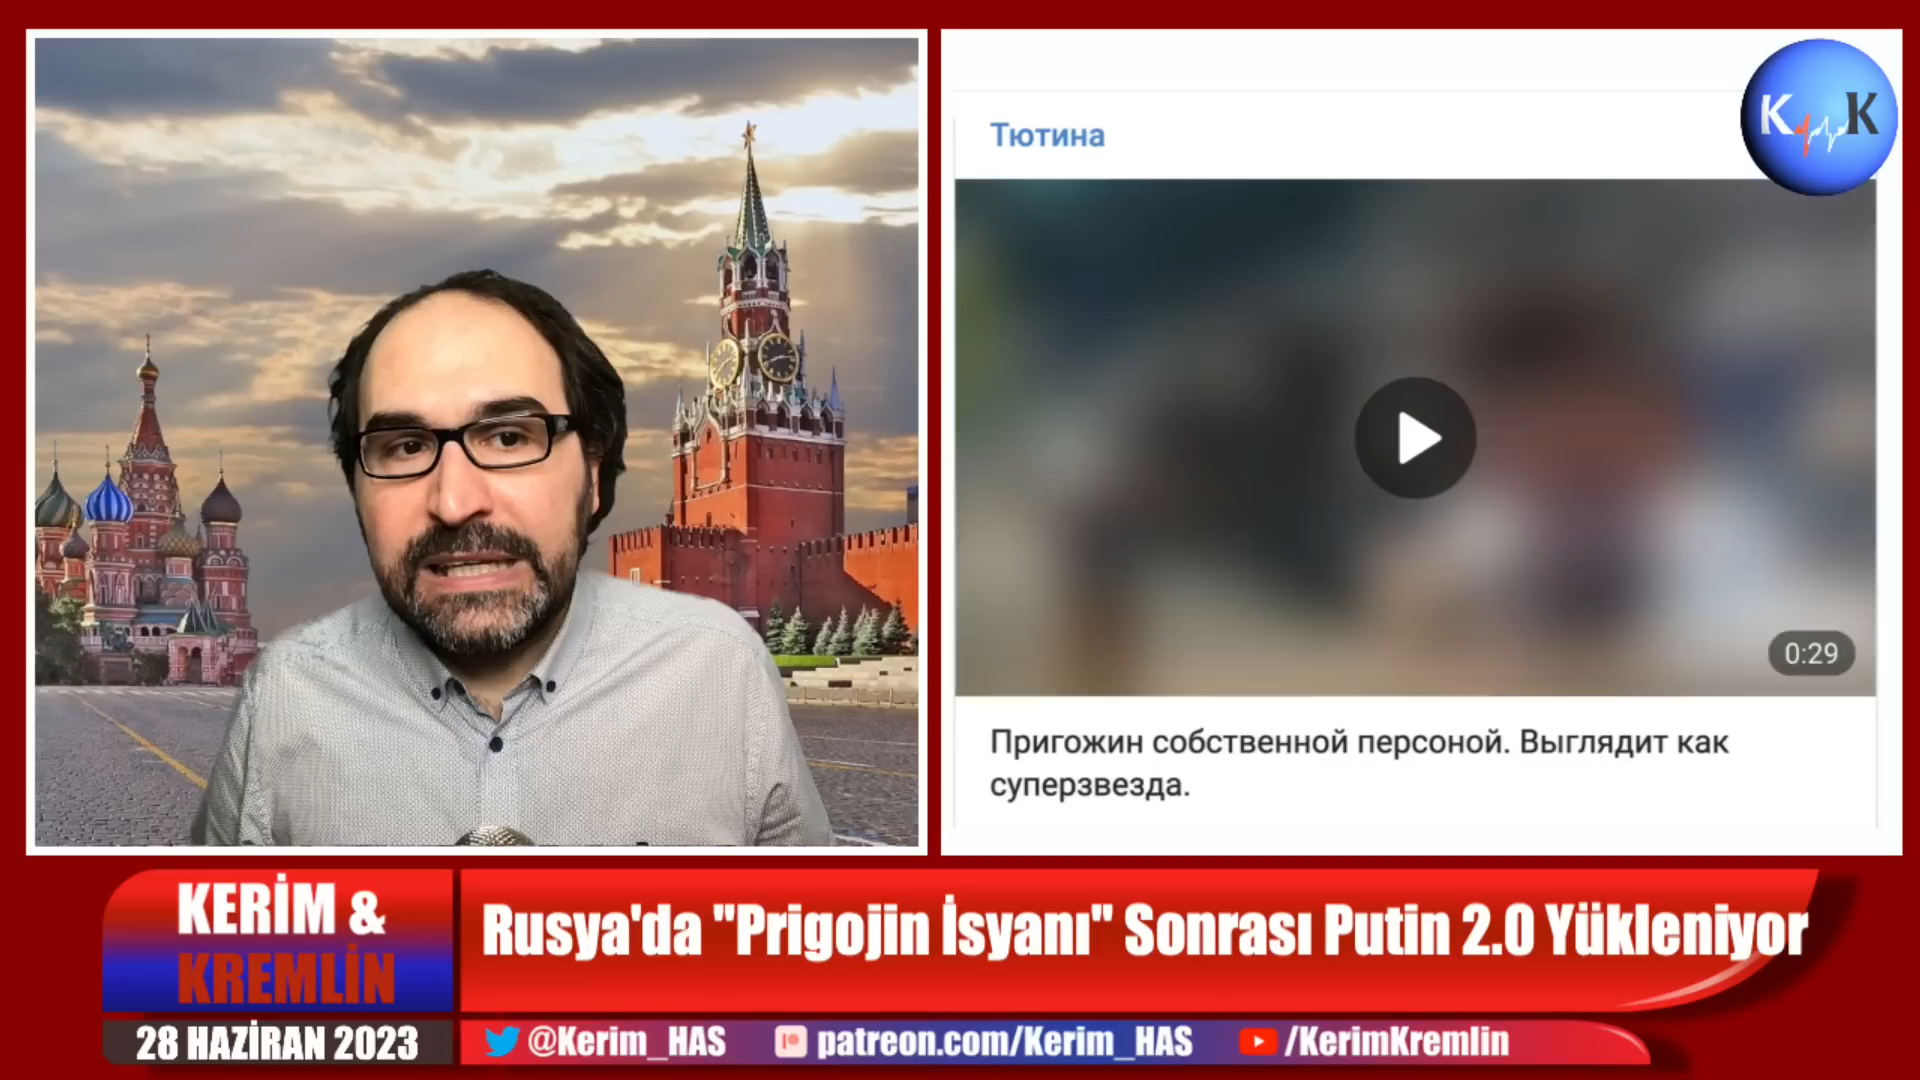 K K
Тютина
0:29
Пригожин собственной персоной. Выглядит как
суперзвезда.
KERİM &
KREMLİN
Rusya'da "Prigojin İsyanı" Sonrası Putin 2.0 Yükleniyor
28 HAZİRAN 2023
@Kerim_HAS
patreon.com/Kerim_HAS
/KerimKremlin